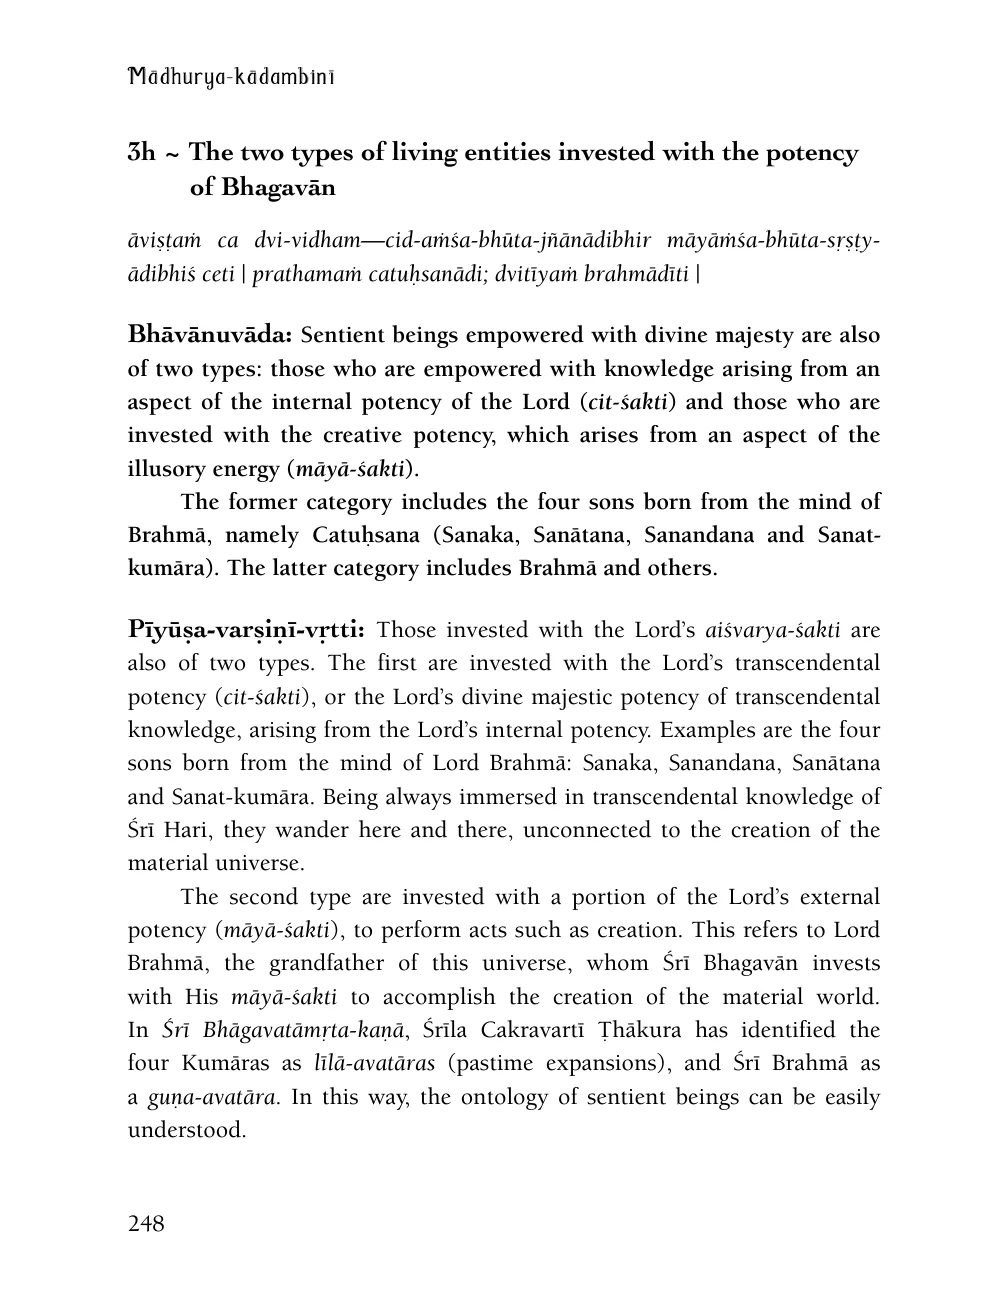 Mādhurya-kādambinī
3h ~ The two types of living entities invested with the potency
of Bhagavān
āviṣṭaṁ ca dvi-vidham—cid-aṁśa-bhūta-jñānādibhir māyāṁśa-bhūta-sṛṣṭy-
ādibhiś ceti | prathamaṁ catuḥsanādi; dvitīyaṁ brahmādīti |
Bhāvānuvāda: Sentient beings empowered with divine majesty are also
of two types: those who are empowered with knowledge arising from an
aspect of the internal potency of the Lord (cit-śakti) and those who are
invested with the creative potency, which arises from an aspect of the
illusory energy (māyā-śakti).
The former category includes the four sons born from the mind of
Brahmā, namely Catuḥsana (Sanaka, Sanātana, Sanandana and Sanat-
kumāra). The latter category includes Brahmā and others.
Pīyūṣa-varṣiṇī-vṛtti: Those invested with the Lord’s aiśvarya-śakti are
also of two types. The first are invested with the Lord’s transcendental
potency (cit-śakti), or the Lord’s divine majestic potency of transcendental
knowledge, arising from the Lord’s internal potency. Examples are the four
sons born from the mind of Lord Brahmā: Sanaka, Sanandana, Sanātana
and Sanat-kumāra. Being always immersed in transcendental knowledge of
Śrī Hari, they wander here and there, unconnected to the creation of the
material universe.
The second type are invested with a portion of the Lord’s external
potency (māyā-śakti), to perform acts such as creation. This refers to Lord
Brahmā, the grandfather of this universe, whom Śrī Bhagavān invests
with His māyā-śakti to accomplish the creation of the material world.
In Śrī Bhāgavatāmṛta-kaṇā, Śrīla Cakravartī Ṭhākura has identified the
four Kumāras as līlā-avatāras (pastime expansions), and Śrī Brahmā as
a guṇa-avatāra. In this way, the ontology of sentient beings can be easily
understood.
248